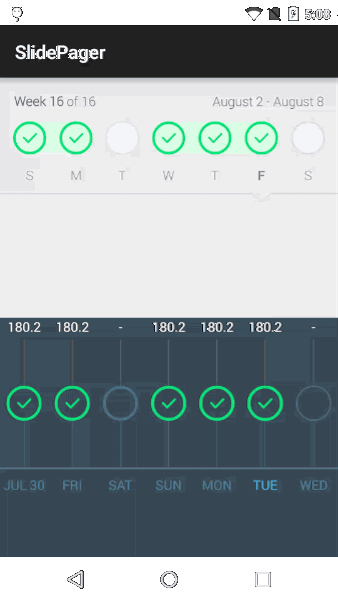 5:08
SlidePager
Week 16 of 16 August 2 - August 8
S M T W T F S
180.2 180.2 - 180.2 180.2 180.2 -
JUL 30 FRI SAT SUN MON TUE WED